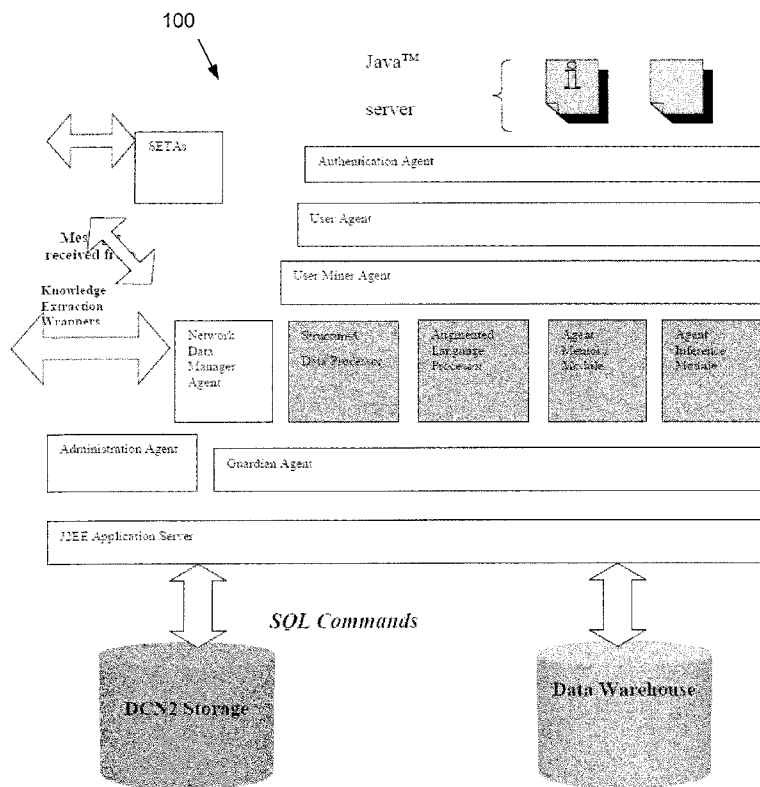 100
Java™
server
SETAs
Authentication Agent
User Agent
received fr
User Miner Agent
Knowledge
Extraction
Wrappers
Network
Data
Manager
Agent
Structured
Data Processor
Augmented
Language
Processor
Agent
Memory
Module
Agent
Inference
Module
Administration Agent
Guardian Agent
J2EE Application Server
SQL Commands
DCN2 Storage
Data Warehouse